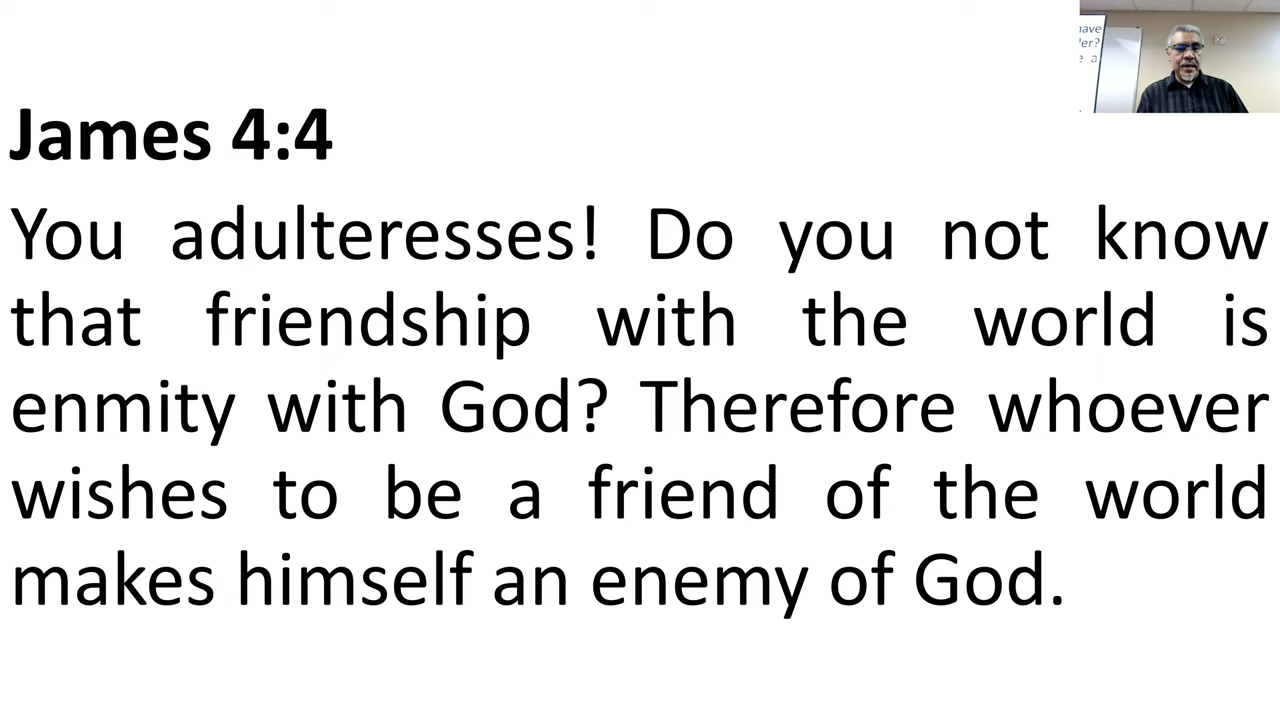 James 4:4
You adulteresses! Do you not know
that friendship with the world is
enmity with God? Therefore whoever
wishes to be a friend of the world
makes himself an enemy of God.
have
a